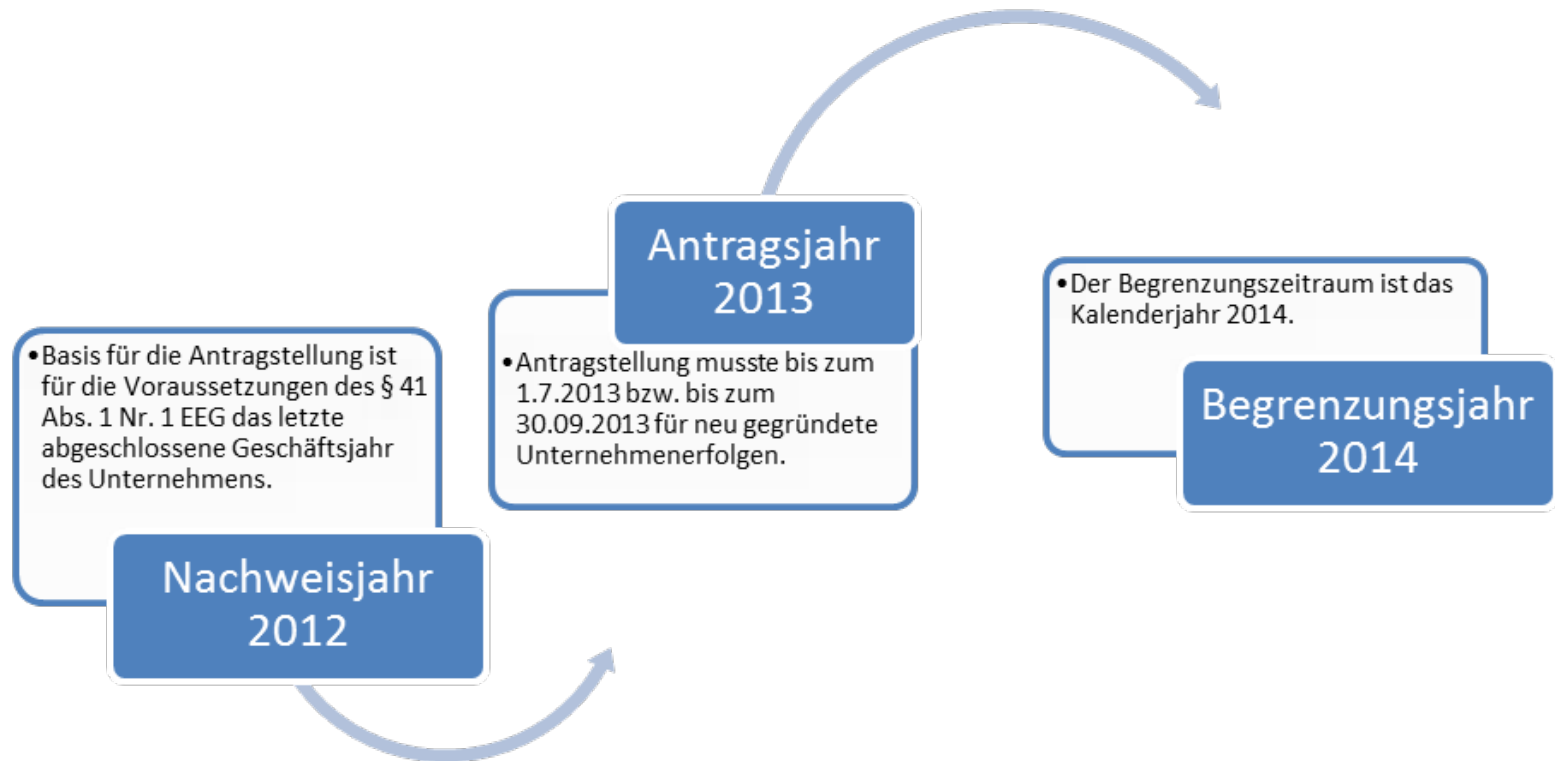 •Basis für die Antragstellung ist
für die Voraussetzungen des § 41
Abs. 1 Nr. 1 EEG das letzte
abgeschlossene Geschäftsjahr
des Unternehmens.
Nachweisjahr
2012
Antragsjahr
2013
•Antragstellung musste bis zum
1.7.2013 bzw. bis zum
30.09.2013 für neu gegründete
Unternehmenerfolgen.
•Der Begrenzungszeitraum ist das
Kalenderjahr 2014.
Begrenzungsjahr
2014